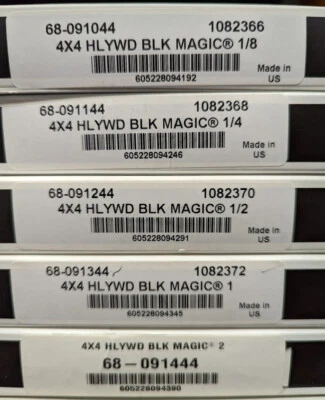 68-091044 1082366
4X4 HLYWD BLK MAGIC® 1/8
Made in
US
605228094192
68-091144 1082368
4X4 HLYWD BLK MAGIC® 1/4
Made in
US
605228094246
68-091244 1082370
4X4 HLYWD BLK MAGIC® 1/2
Made in
US
605228094291
68-091344 1082372
4X4 HLYWD BLK MAGIC® 1
Made in
US
605228094345
4X4 HLYWD BLK MAGIC® 2
68-091444
605228094390